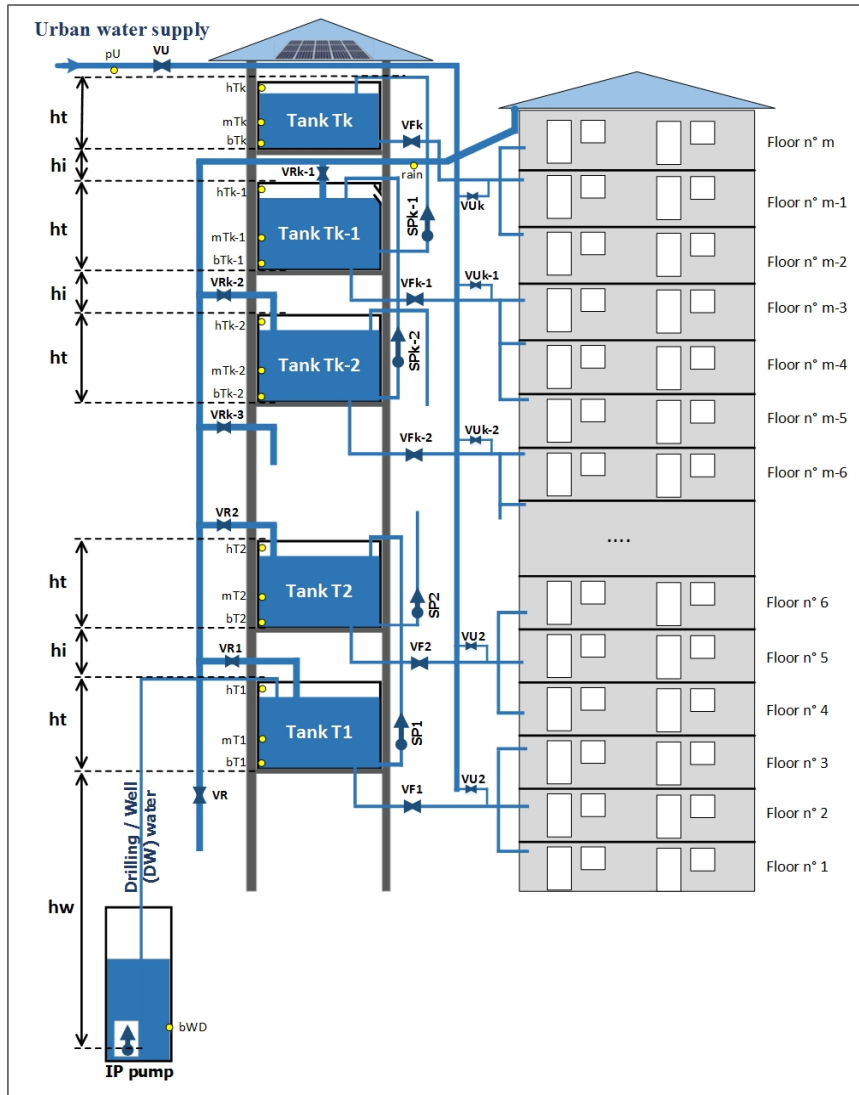 Urban water supply
pU
VU
hTk
mTk
bTk
Tank Tk
VFk
ht
hi
VRk-1
rain
hTk-1
mTk-1
bTk-1
Tank Tk-1
SPk-1
VUk
ht
hi
VRk-2
VFk-1
VUk-1
hTk-2
mTk-2
bTk-2
Tank Tk-2
SPk-2
ht
VRk-3
VFk-2
VUk-2
VR2
hT2
mT2
bT2
Tank T2
SP2
ht
hi
VR1
VF2
VU2
hT1
mT1
bT1
Tank T1
SP1
ht
VR
VF1
VU2
Drilling / Well
(DW) water
hw
bWD
IP pump
Floor n° m
Floor n° m-1
Floor n° m-2
Floor n° m-3
Floor n° m-4
Floor n° m-5
Floor n° m-6
....
Floor n° 6
Floor n° 5
Floor n° 4
Floor n° 3
Floor n° 2
Floor n° 1